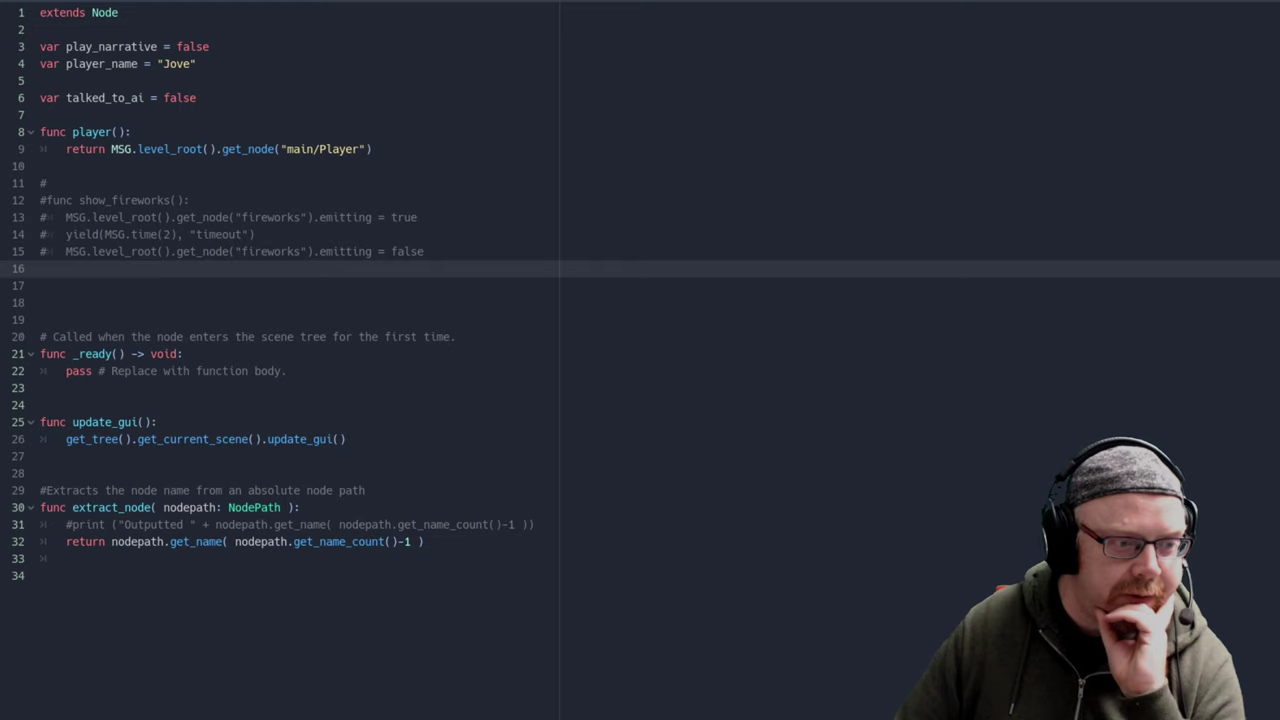 1 extends Node
2
3 var play_narrative = false
4 var player_name = "Jove"
5
6 var talked_to_ai = false
7
8 func player():
9 return MSG.level_root().get_node("main/Player")
10
11 #
12 #func show_fireworks():
13 # MSG.level_root().get_node("fireworks").emitting = true
14 # yield(MSG.time(2), "timeout")
15 # MSG.level_root().get_node("fireworks").emitting = false
16
17
18
19
20 # Called when the node enters the scene tree for the first time.
21 func _ready() -> void:
22 pass # Replace with function body.
23
24
25 func update_gui():
26 get_tree().get_current_scene().update_gui()
27
28
29 #Extracts the node name from an absolute node path
30 func extract_node( nodepath: NodePath ):
31 #print ("Outputted " + nodepath.get_name( nodepath.get_name_count()-1 ))
32 return nodepath.get_name( nodepath.get_name_count()-1 )
33
34